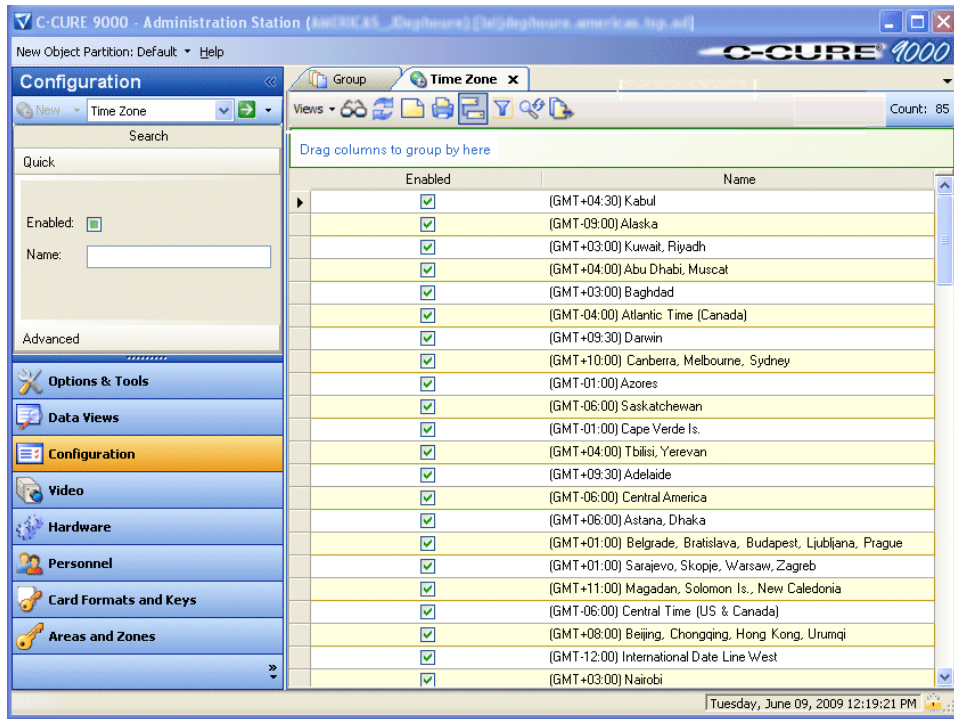 C•CURE 9000 - Administration Station (
New Object Partition: Default Help
C-CURE® 9000
Configuration
Group
Time Zone
New
Time Zone
Views
Count: 85
Search
Quick
Enabled:
Name:
Advanced
Drag columns to group by here
Enabled Name
(GMT+04:30) Kabul
(GMT-09:00) Alaska
(GMT+03:00) Kuwait, Riyadh
(GMT+04:00) Abu Dhabi, Muscat
(GMT+03:00) Baghdad
(GMT-04:00) Atlantic Time (Canada)
(GMT+09:30) Darwin
(GMT+10:00) Canberra, Melbourne, Sydney
(GMT-01:00) Azores
(GMT-06:00) Saskatchewan
(GMT-01:00) Cape Verde Is.
(GMT+04:00) Tbilisi, Yerevan
(GMT+09:30) Adelaide
(GMT-06:00) Central America
(GMT+06:00) Astana, Dhaka
(GMT+01:00) Belgrade, Bratislava, Budapest, Ljubljana, Prague
(GMT+01:00) Sarajevo, Skopje, Warsaw, Zagreb
(GMT+11:00) Magadan, Solomon Is., New Caledonia
(GMT-06:00) Central Time (US & Canada)
(GMT+08:00) Beijing, Chongqing, Hong Kong, Urumqi
(GMT-12:00) International Date Line West
(GMT+03:00) Nairobi
Options & Tools
Data Views
Configuration
Video
Hardware
Personnel
Card Formats and Keys
Areas and Zones
Tuesday, June 09, 2009 12:19:21 PM